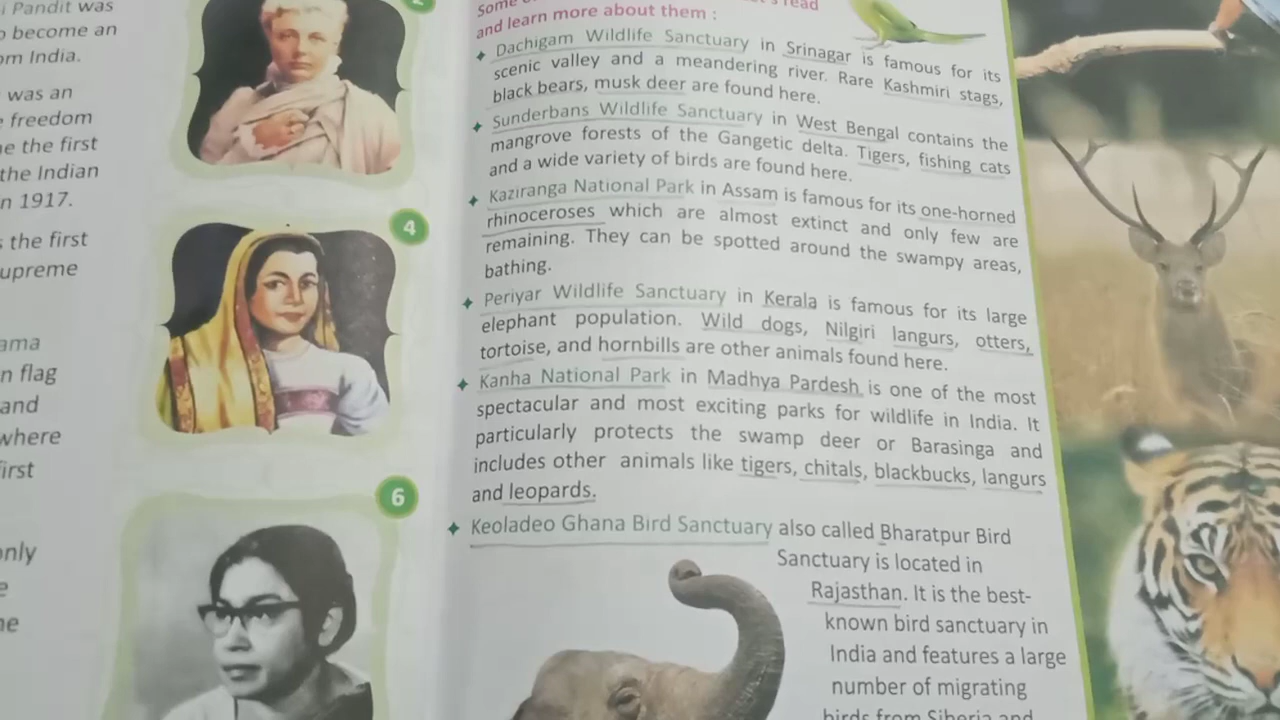 i Pandit was
become an
om India.
was an
freedom
the first
the Indian
n 1917.
the first
upreme
ama
n flag
and
where
irst
only
4
6
Some
read
and learn more about them :
Dachigam Wildlife Sanctuary in Srinagar is famous for its
scenic valley and a meandering river. Rare Kashmiri stags,
black bears, musk deer are found here.
Sunderbans Wildlife Sanctuary in West Bengal contains the
mangrove forests of the Gangetic delta. Tigers, fishing cats
and a wide variety of birds are found here.
Kaziranga National Park in Assam is famous for its one-horned
rhinoceroses which are almost extinct and only few are
remaining. They can be spotted around the swampy areas,
bathing.
Periyar Wildlife Sanctuary in Kerala is famous for its large
elephant population. Wild dogs, Nilgiri langurs, otters,
tortoise, and hornbills are other animals found here.
Kanha National Park in Madhya Pardesh is one of the most
spectacular and most exciting parks for wildlife in India. It
particularly protects the swamp deer or Barasinga and
includes other animals like tigers, chitals, blackbucks, langurs
and leopards.
Keoladeo Ghana Bird Sanctuary also called Bharatpur Bird
Sanctuary is located in
Rajasthan. It is the best-
known bird sanctuary in
India and features a large
number of migrating
birds from Siberia and